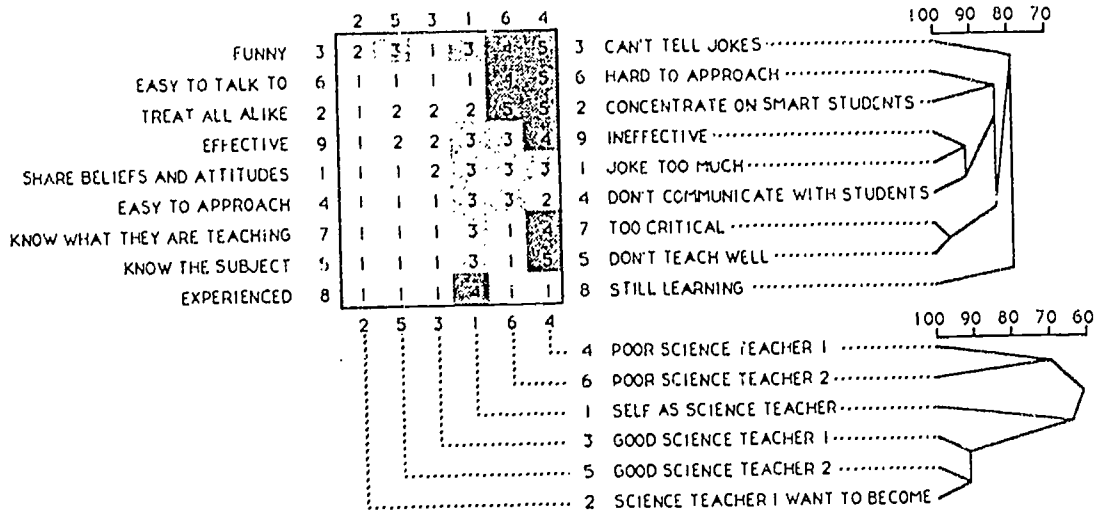 2 5 3 1 6 4 100 90 80 70
FUNNY 3 2 3 1 3 4 5 3 CAN'T TELL JOKES
EASY TO TALK TO 6 1 1 1 1 4 5 6 HARD TO APPROACH
TREAT ALL ALIKE 2 1 2 2 2 5 5 2 CONCENTRATE ON SMART STUDENTS
EFFECTIVE 9 1 2 2 3 3 4 9 INEFFECTIVE
SHARE BELIEFS AND ATTITUDES 1 1 1 2 3 3 3 1 JOKE TOO MUCH
EASY TO APPROACH 4 1 1 1 3 3 2 4 DON'T COMMUNICATE WITH STUDENTS
KNOW WHAT THEY ARE TEACHING 7 1 1 1 3 1 4 7 TOO CRITICAL
KNOW THE SUBJECT 5 1 1 1 3 1 5 5 DON'T TEACH WELL
EXPERIENCED 8 1 1 1 4 1 1 8 STILL LEARNING
2 5 3 1 6 4 100 90 80 70 60
4 POOR SCIENCE TEACHER 1
6 POOR SCIENCE TEACHER 2
1 SELF AS SCIENCE TEACHER
3 GOOD SCIENCE TEACHER 1
5 GOOD SCIENCE TEACHER 2
2 SCIENCE TEACHER I WANT TO BECOME